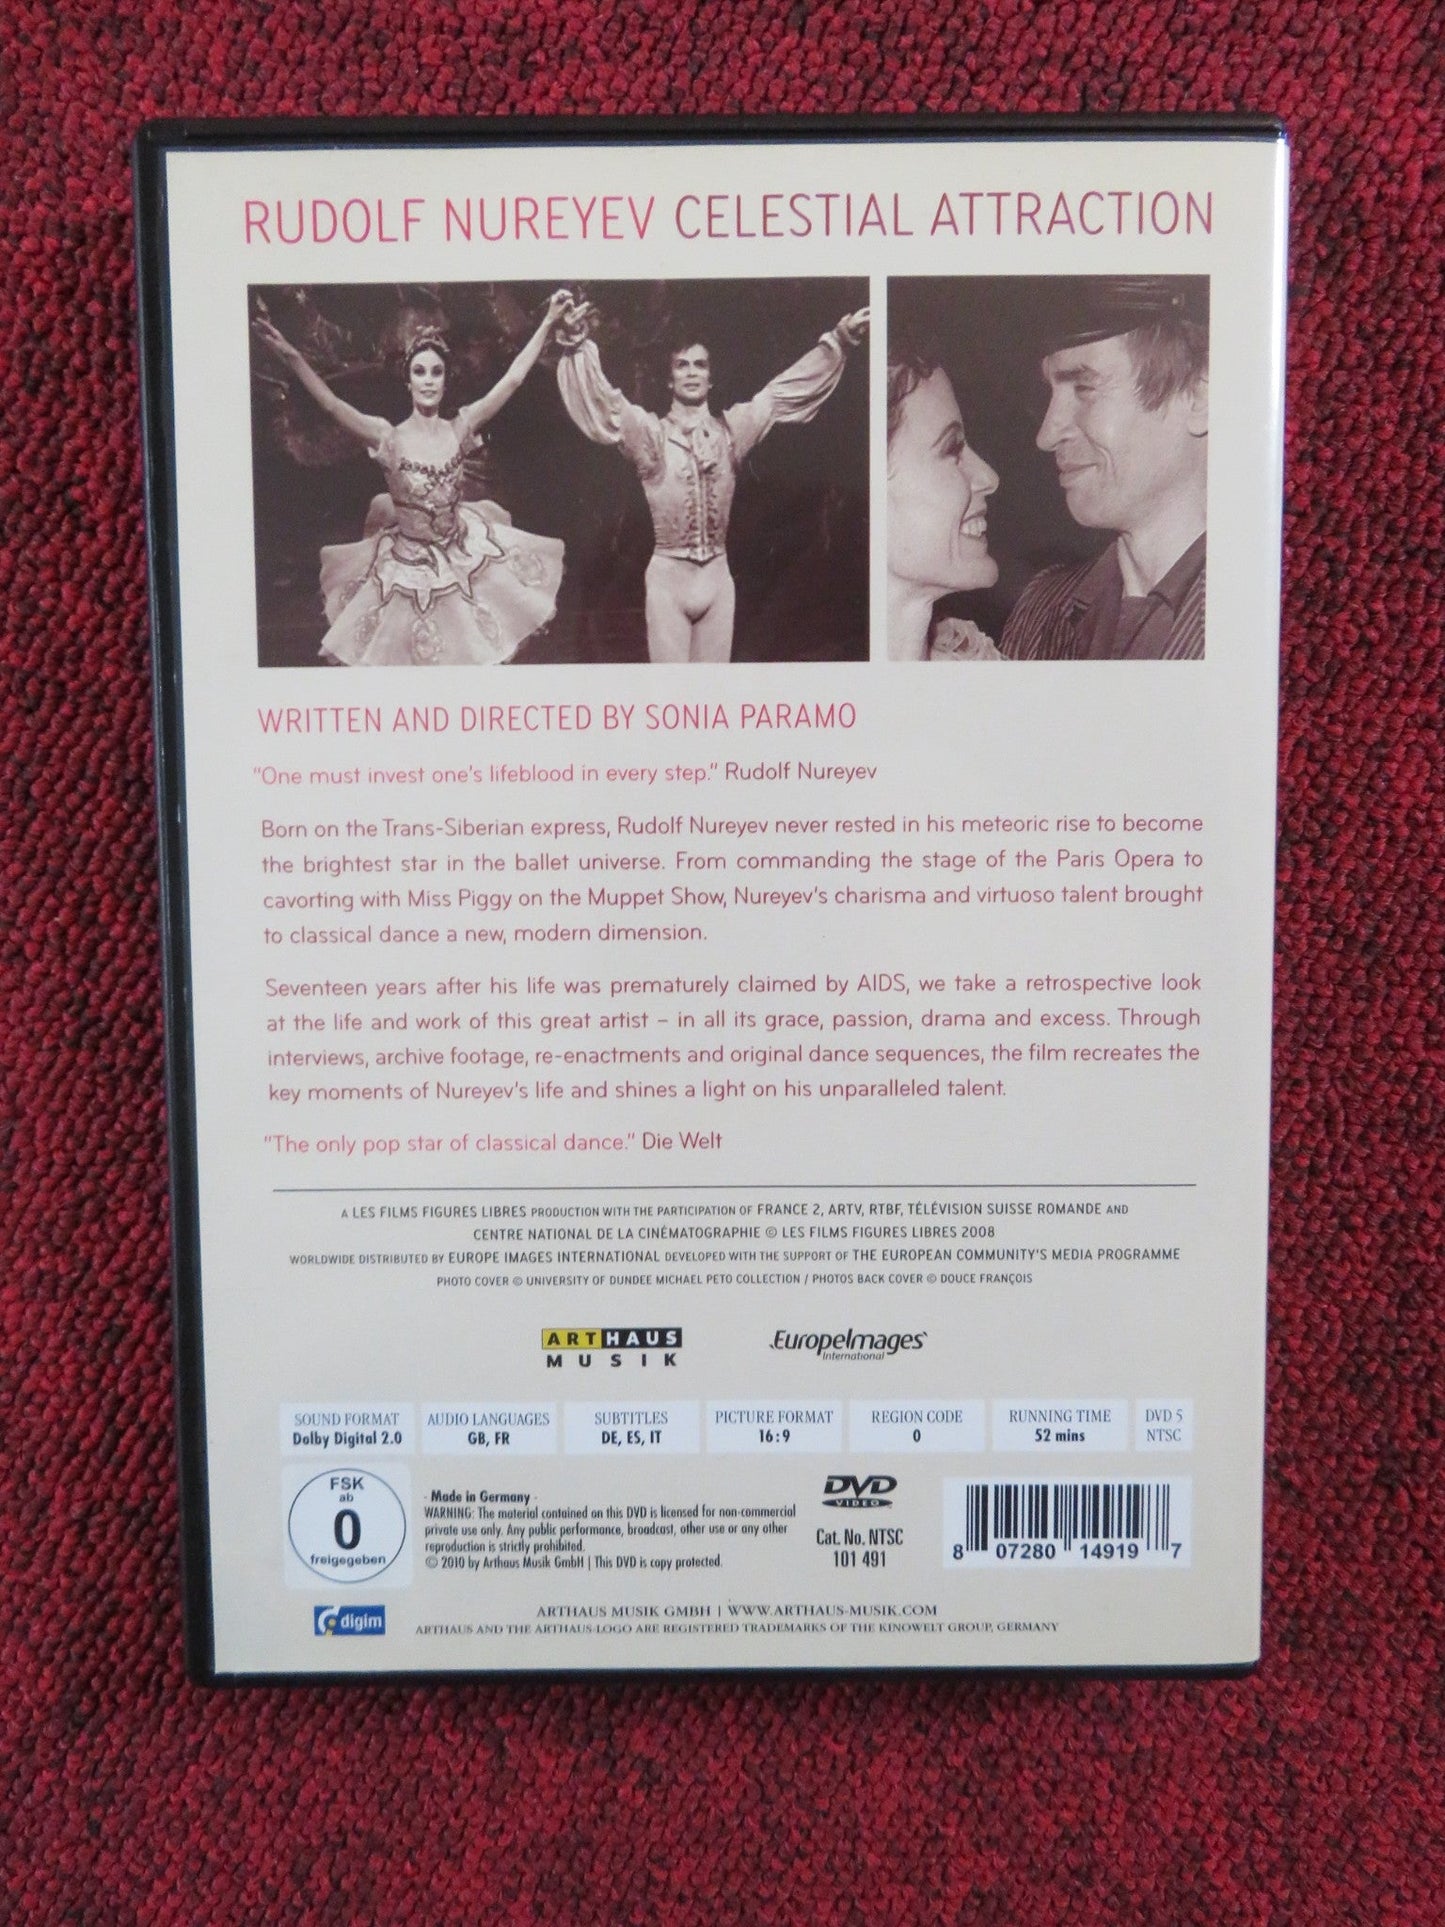 RUDOLF NUREYEV CELESTIAL ATTRACTION
WRITTEN AND DIRECTED BY SONIA PARAMO
"One must invest one's lifeblood in every step." Rudolf Nureyev
Born on the Trans-Siberian express, Rudolf Nureyev never rested in his meteoric rise to become
the brightest star in the ballet universe. From commanding the stage of the Paris Opera to
cavorting with Miss Piggy on the Muppet Show, Nureyev's charisma and virtuoso talent brought
to classical dance a new, modern dimension.
Seventeen years after his life was prematurely claimed by AIDS, we take a retrospective look
at the life and work of this great artist – in all its grace, passion, drama and excess. Through
interviews, archive footage, re-enactments and original dance sequences, the film recreates the
key moments of Nureyev's life and shines a light on his unparalleled talent.
"The only pop star of classical dance." Die Welt
A LES FILMS FIGURES LIBRES PRODUCTION WITH THE PARTICIPATION OF FRANCE 2, ARTV, RTBF, TÉLÉVISION SUISSE ROMANDE AND
CENTRE NATIONAL DE LA CINÉMATOGRAPHIE © LES FILMS FIGURES LIBRES 2008
WORLDWIDE DISTRIBUTED BY EUROPE IMAGES INTERNATIONAL DEVELOPED WITH THE SUPPORT OF THE EUROPEAN COMMUNITY'S MEDIA PROGRAMME
PHOTO COVER © UNIVERSITY OF DUNDEE MICHAEL PETO COLLECTION / PHOTOS BACK COVER © DOUCE FRANÇOIS
ARTHAUS
MUSIK
EuropeImages
International
SOUND FORMAT AUDIO LANGUAGES SUBTITLES PICTURE FORMAT REGION CODE RUNNING TIME DVD 5
Dolby Digital 2.0 GB, FR DE, ES, IT 16:9 0 52 mins NTSC
FSK
ab
0
freigegeben
- Made in Germany -
WARNING: The material contained on this DVD is licensed for non-commercial
private use only. Any public performance, broadcast, other use or any other
reproduction is strictly prohibited.
© 2010 by Arthaus Musik GmbH | This DVD is copy protected.
DVD
VIDEO
Cat. No. NTSC
101 491
8 07280 14919 7
digim
ARTHAUS MUSIK GMBH | WWW.ARTHAUS-MUSIK.COM
ARTHAUS AND THE ARTHAUS-LOGO ARE REGISTERED TRADEMARKS OF THE KINOWELT GROUP, GERMANY